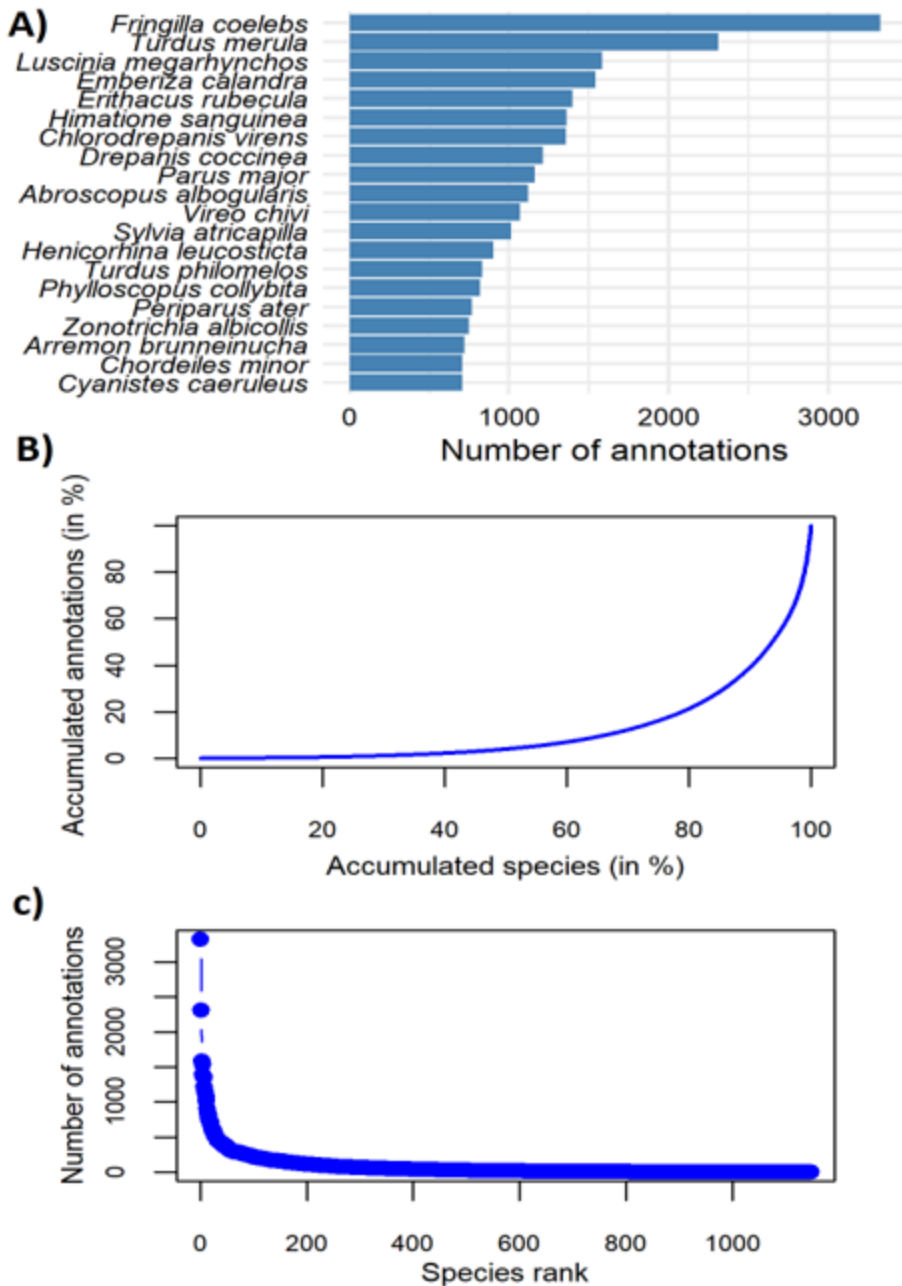 A)
Fringilla coelebs
Turdus merula
Luscinia megarhynchos
Emberiza calandra
Erithacus rubecula
Himatione sanguinea
Chlorodrepanis virens
Drepanis coccinea
Parus major
Abroscopus albogularis
Vireo chivi
Sylvia atricapilla
Henicorhina leucosticta
Turdus philomelos
Phylloscopus collybita
Periparus ater
Zonotrichia albicollis
Arremon brunneinucha
Chordeiles minor
Cyanistes caeruleus
0 1000 2000 3000
Number of annotations
B)
Accumulated annotations (in %)
80
60
40
20
0
0 20 40 60 80 100
Accumulated species (in %)
c)
Number of annotations
3000
2000
1000
0
0 200 400 600 800 1000
Species rank